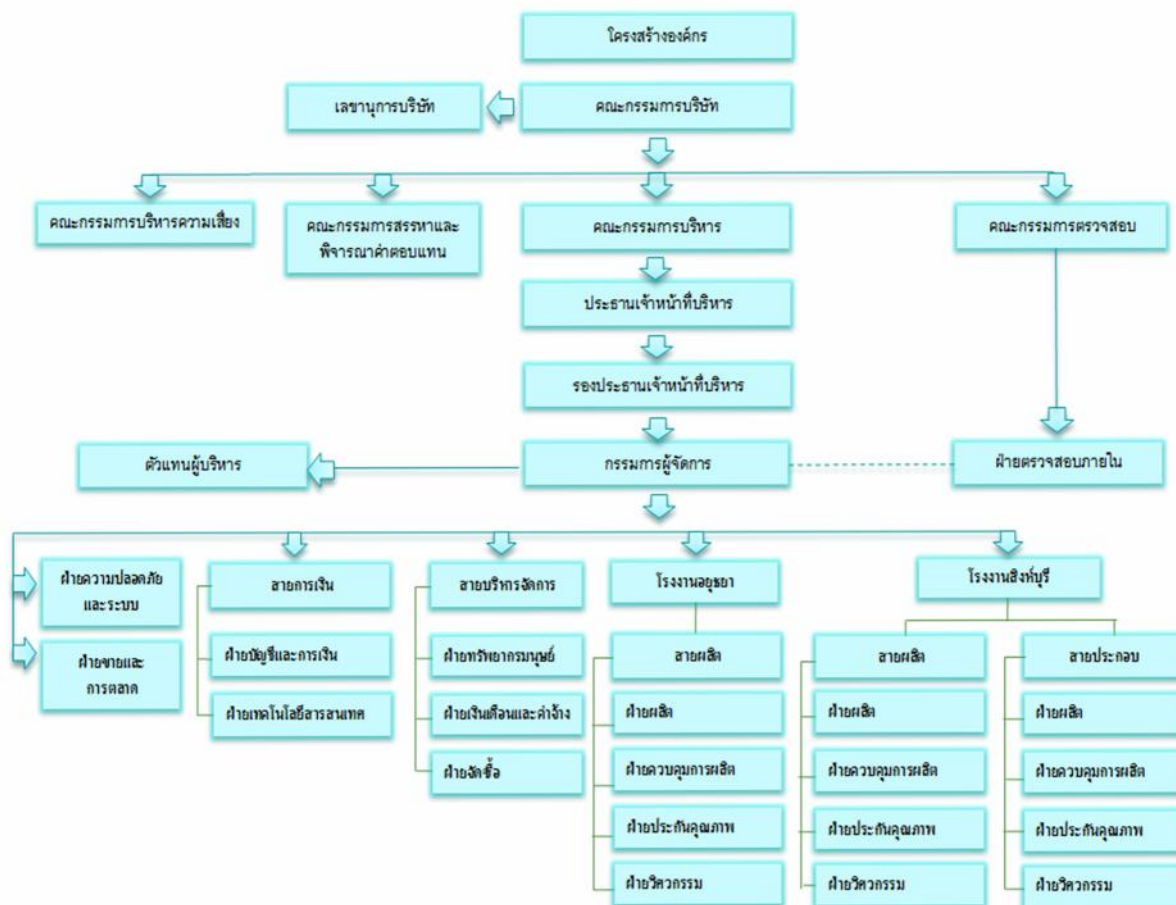 โครงสร้างองค์กร
เลขานุการบริษัท
คณะกรรมการบริษัท
คณะกรรมการบริหารความเสี่ยง
คณะกรรมการสรรหาและ
พิจารณาค่าตอบแทน
คณะกรรมการบริหาร
คณะกรรมการตรวจสอบ
ประธานเจ้าหน้าที่บริหาร
รองประธานเจ้าหน้าที่บริหาร
ตัวแทนผู้บริหาร
กรรมการผู้จัดการ
ฝ่ายตรวจสอบภายใน
ฝ่ายความปลอดภัย
และระบบ
ฝ่ายขายและ
การตลาด
สายการเงิน
ฝ่ายบัญชีและการเงิน
ฝ่ายเทคโนโลยีสารสนเทศ
สายบริหารจัดการ
ฝ่ายทรัพยากรมนุษย์
ฝ่ายเงินเดือนและค่าจ้าง
ฝ่ายจัดซื้อ
โรงงานอยุธยา
สายผลิต
ฝ่ายผลิต
ฝ่ายควบคุมการผลิต
ฝ่ายประกันคุณภาพ
ฝ่ายวิศวกรรม
โรงงานสิงห์บุรี
สายผลิต
ฝ่ายผลิต
ฝ่ายควบคุมการผลิต
ฝ่ายประกันคุณภาพ
ฝ่ายวิศวกรรม
สายประกอบ
ฝ่ายผลิต
ฝ่ายควบคุมการผลิต
ฝ่ายประกันคุณภาพ
ฝ่ายวิศวกรรม